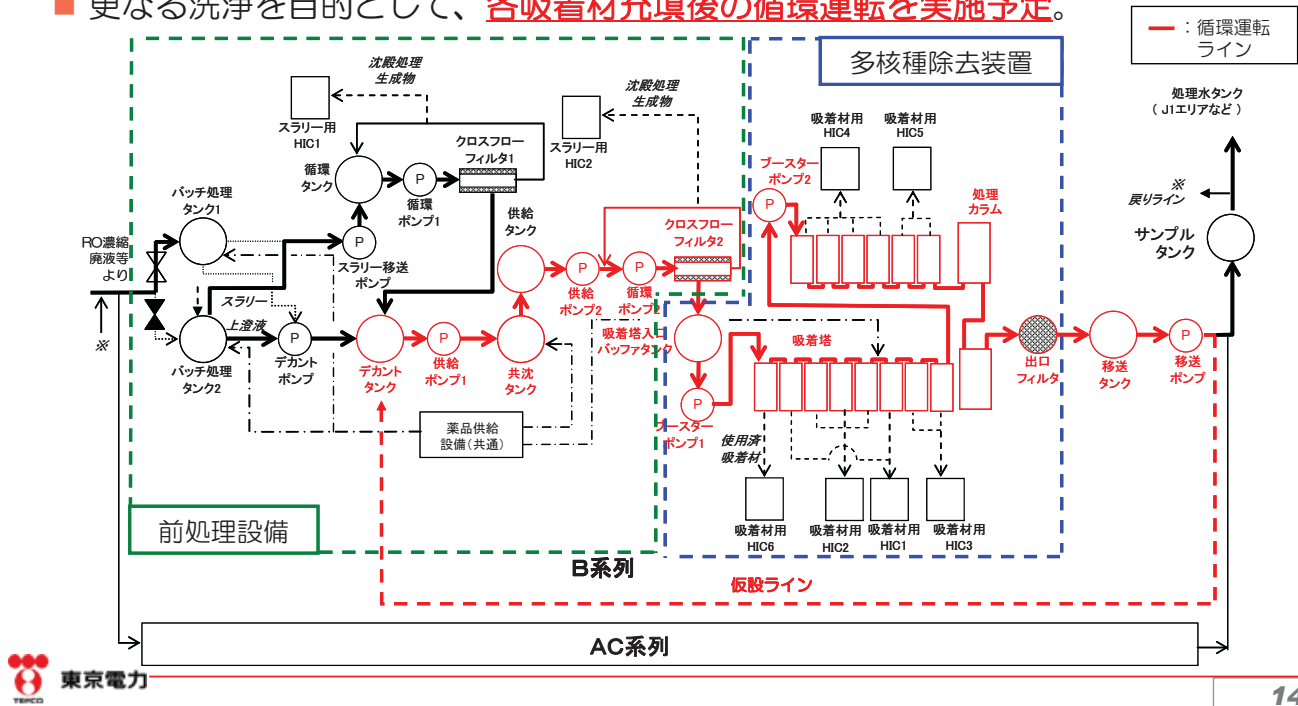 ■ 更なる洗浄を目的として、各吸着材充填後の循環運転を実施予定。
ー：循環運転
ライン
多核種除去装置
処理水タンク
（J1エリアなど）
沈殿処理
生成物
沈殿処理
生成物
スラリー用
HIC1
スラリー用
HIC2
クロスフロー
フィルタ1
吸着材用
HIC4
吸着材用
HIC5
ブースター
ポンプ2
循環
タンク
P
循環
ポンプ1
バッチ処理
タンク1
供給
タンク
クロスフロー
フィルタ2
処理
カラム
※
戻りライン
サンプル
タンク
RO濃縮
廃液等
より
P
スラリー移送
ポンプ
P
P
P
供給
ポンプ2
循環
ポンプ2
スラリー
上澄液
※
バッチ処理
タンク2
P
デカント
ポンプ
デカント
タンク
P
供給
ポンプ1
共沈
タンク
吸着塔入口
バッファタンク
吸着塔
出口
フィルタ
移送
タンク
P
移送
ポンプ
P
ブースター
ポンプ1
薬品供給
設備（共通）
使用済
吸着材
吸着材用
HIC6
吸着材用
HIC2
吸着材用
HIC1
吸着材用
HIC3
前処理設備
B系列
仮設ライン
AC系列
TEPCO
東京電力
14